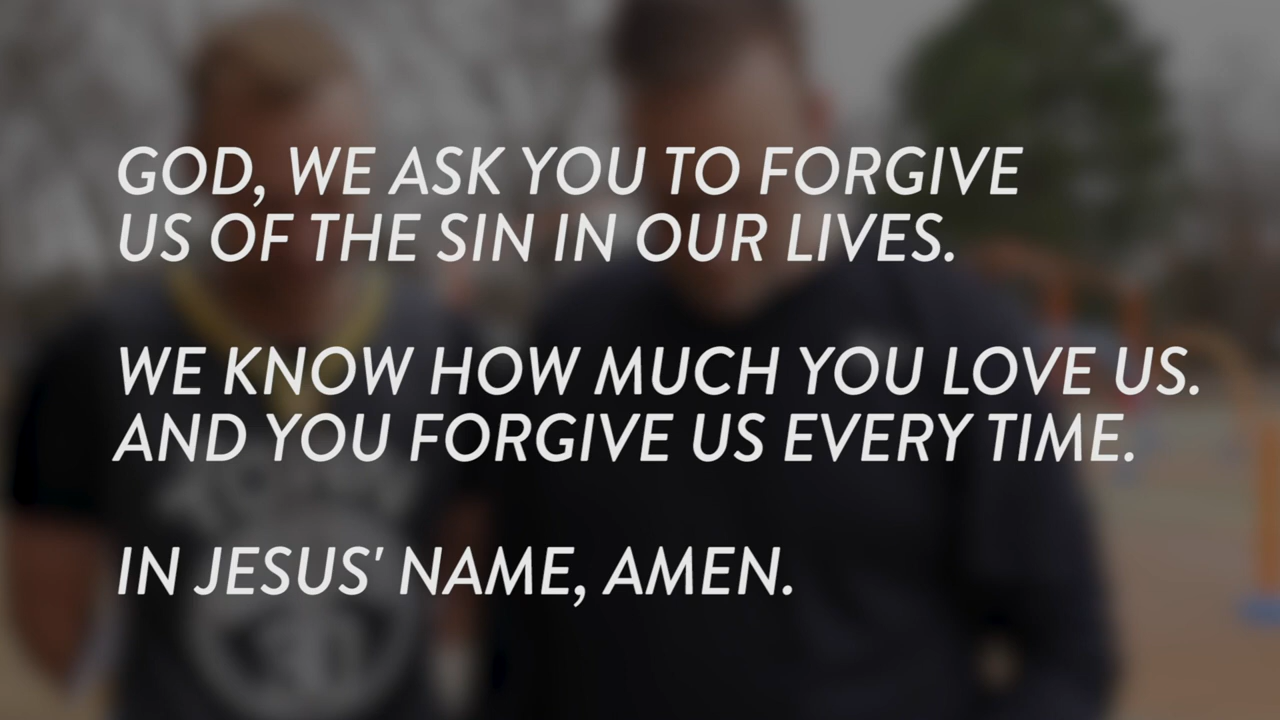 GOD, WE ASK YOU TO FORGIVE
US OF THE SIN IN OUR LIVES.
WE KNOW HOW MUCH YOU LOVE US.
AND YOU FORGIVE US EVERY TIME.
IN JESUS' NAME, AMEN.